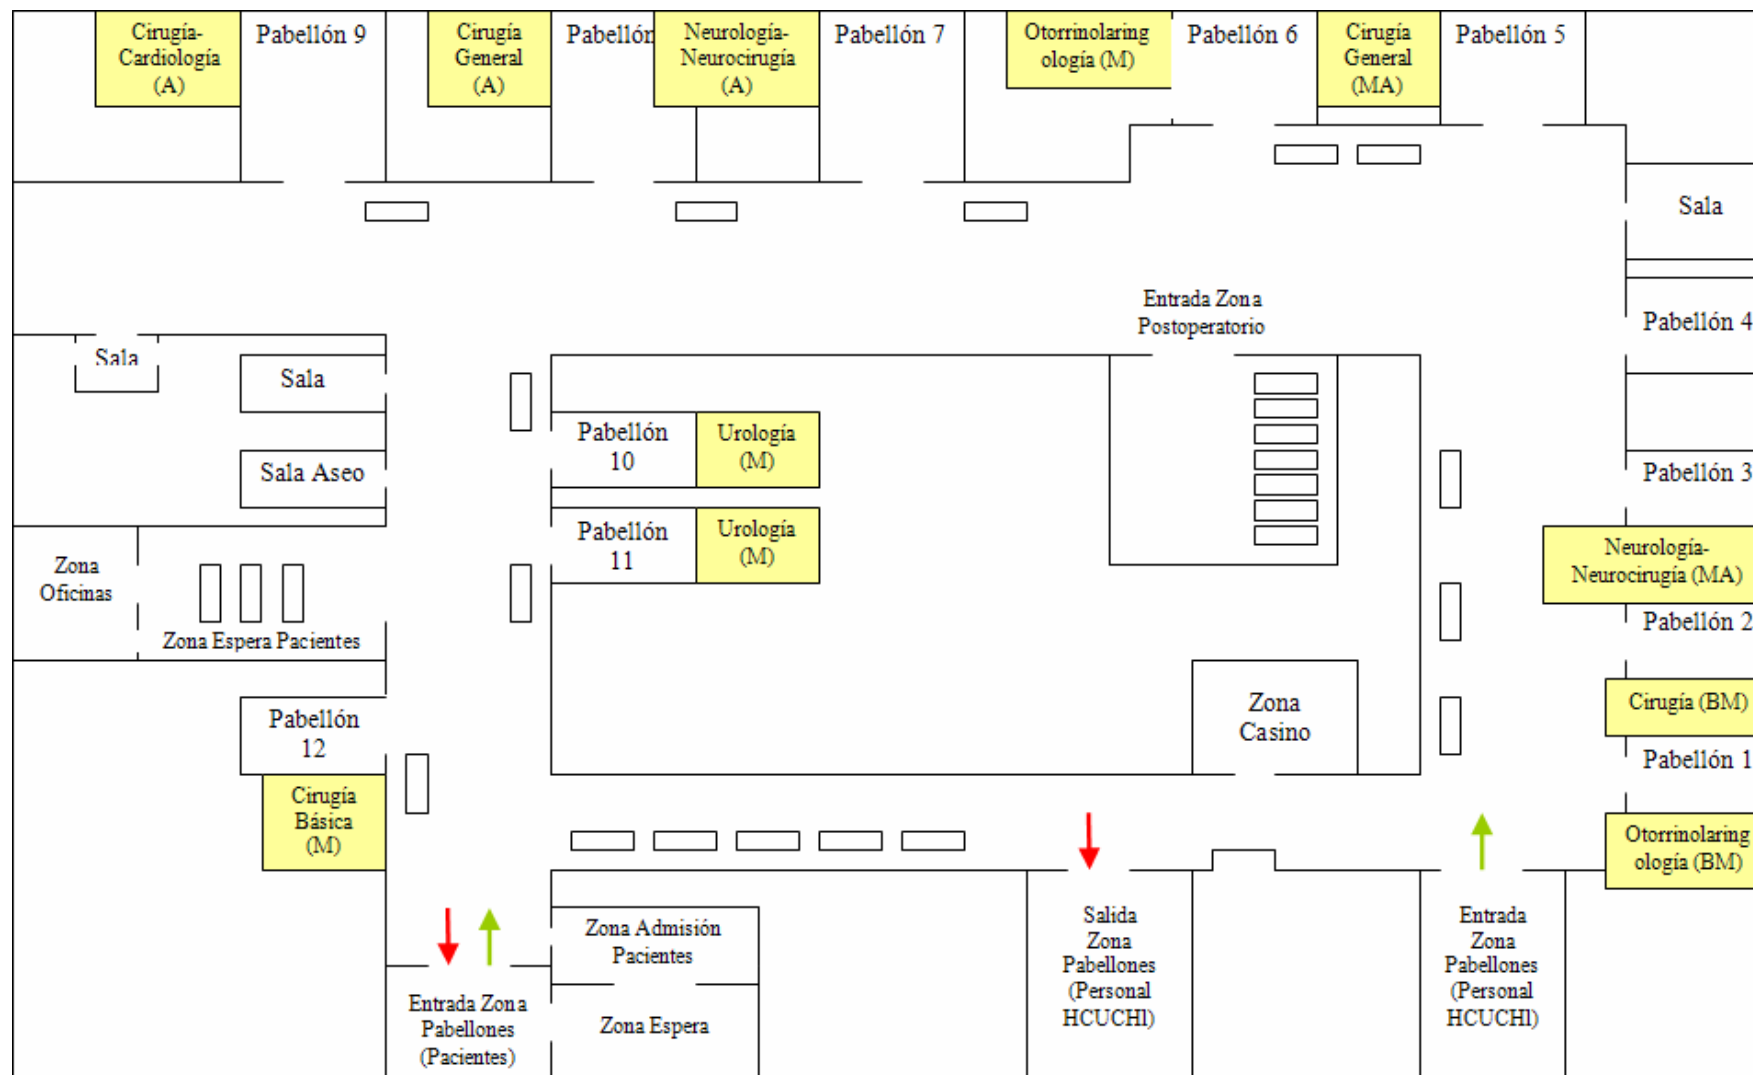 Cirugía-
Cardiología
(A)
Pabellón 9
Cirugía
General
(A)
Pabellón
Neurología-
Neurocirugía
(A)
Pabellón 7
Otorrinolaring
ología (M)
Pabellón 6
Cirugía
General
(MA)
Pabellón 5
Sala
Entrada Zona
Postoperatorio
Pabellón 4
Sala
Sala
Pabellón
10
Urología
(M)
Sala Aseo
Pabellón 3
Pabellón
11
Urología
(M)
Zona
Oficinas
Neurología-
Neurocirugía (MA)
Zona Espera Pacientes
Pabellón 2
Pabellón
12
Zona
Casino
Cirugía (BM)
Pabellón 1
Cirugía
Básica
(M)
Otorrinolaring
ología (BM)
Zona Admisión
Pacientes
Salida
Zona
Pabellones
(Personal
HCUCHl)
Entrada
Zona
Pabellones
(Personal
HCUCHl)
Entrada Zona
Pabellones
(Pacientes)
Zona Espera